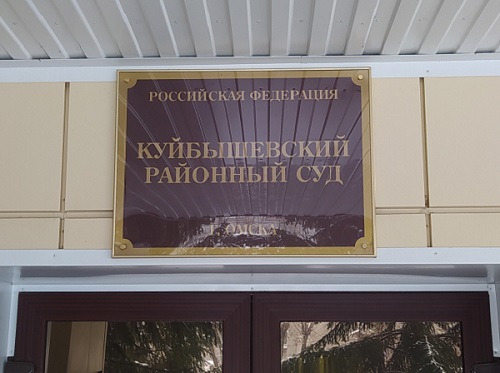 РОССИЙСКАЯ ФЕДЕРАЦИЯ
КУЙБЫШЕВСКИЙ
РАЙОННЫЙ СУД
Г. ОМСКА